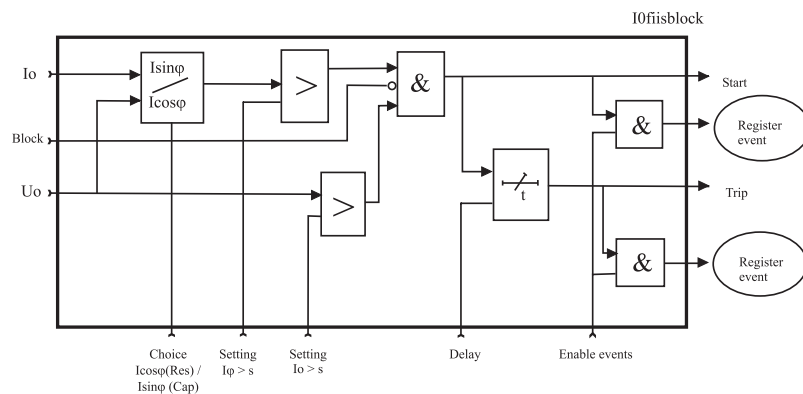 I0fiisblock
Io
Isinφ
Icosφ
>
&
Start
&
Register
event
Block
Uo
>
t
Trip
&
Register
event
Choice
Icosφ(Res) /
Isinφ (Cap)
Setting
Iφ > s
Setting
Io > s
Delay
Enable events